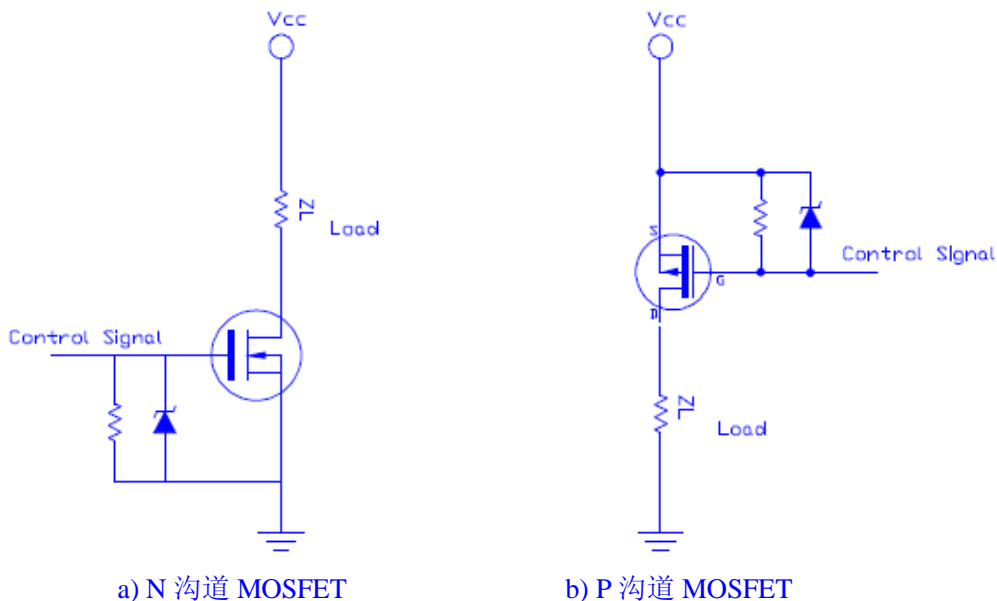 Vcc
ZL
Load
Control Signal
a) N 沟道 MOSFET
Vcc
S
G
D
Control SIgnal
ZL
Load
b) P 沟道 MOSFET